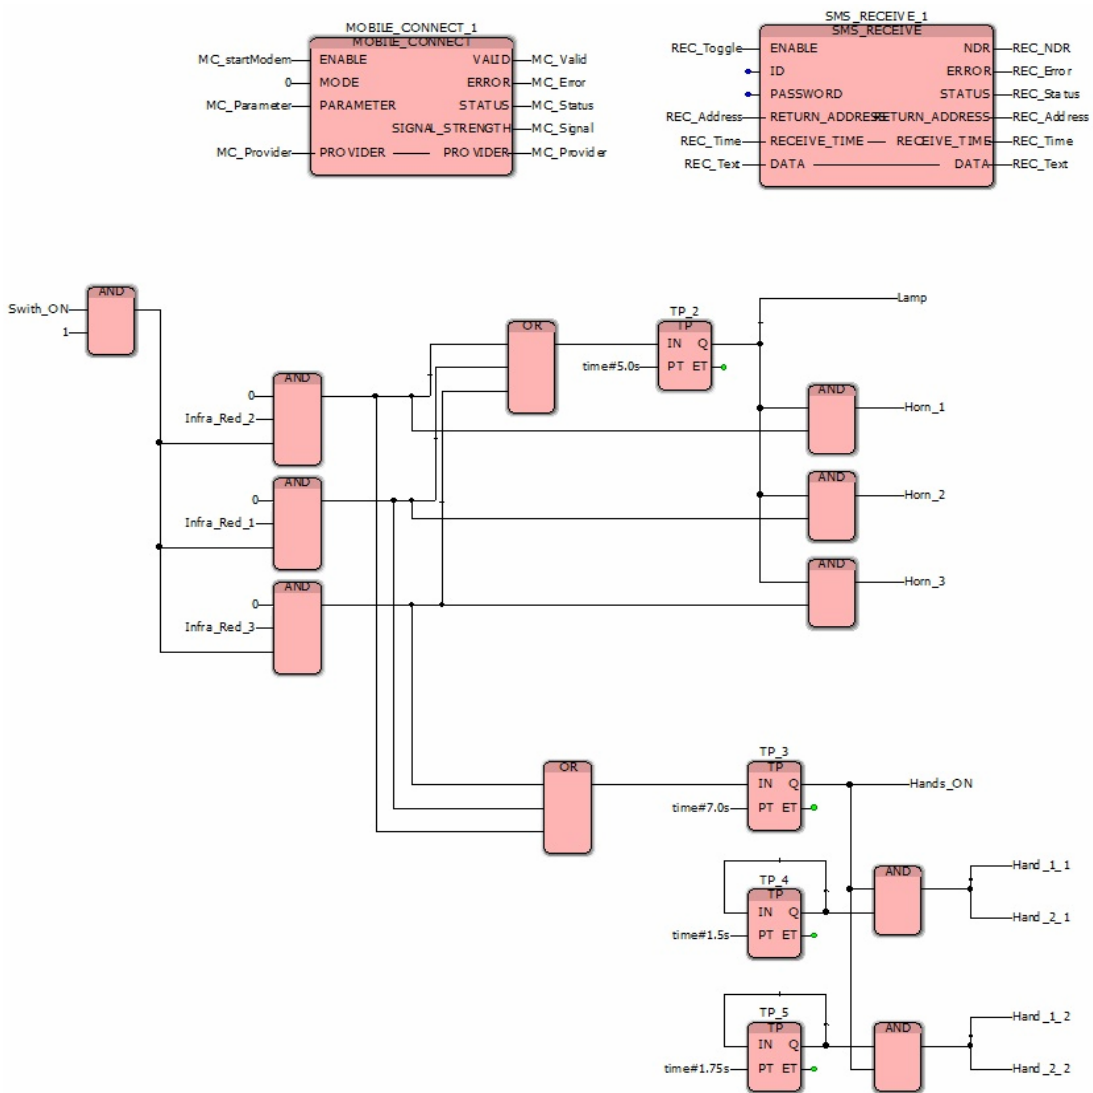 MOBILE_CONNECT_1
MOBILE_CONNECT
MC_startModem ENABLE VALID MC_Valid
0 MODE ERROR MC_Error
MC_Parameter PARAMETER STATUS MC_Status
SIGNAL_STRENGTH MC_Signal
MC_Provider PROVIDER PROVIDER MC_Provider
SMS_RECEIVE_1
SMS_RECEIVE
REC_Toggle ENABLE NDR REC_NDR
ID ERROR REC_Error
PASSWORD STATUS REC_Status
REC_Address RETURN_ADDRESS RETURN_ADDRESS REC_Address
REC_Time RECEIVE_TIME RECEIVE_TIME REC_Time
REC_Text DATA DATA REC_Text
AND
Swith_ON
1
Lamp
TP_2
OR TP
IN Q
time#5.0s PT ET
AND
0
Infra_Red_2
AND
Horn_1
AND
0
Infra_Red_1
AND
Horn_2
AND
0
Infra_Red_3
AND
Horn_3
TP_3
OR TP
IN Q Hands_ON
time#7.0s PT ET
TP_4
TP
IN Q
time#1.5s PT ET
AND
Hand_1_1
Hand_2_1
TP_5
TP
IN Q
time#1.75s PT ET
AND
Hand_1_2
Hand_2_2